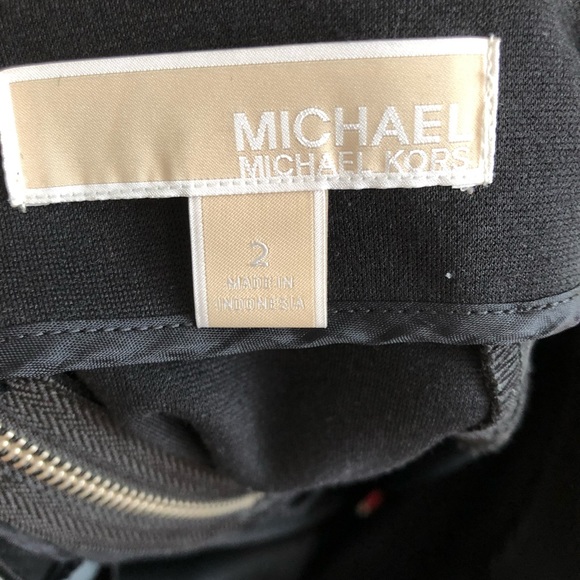 MICHAEL
MICHAEL KORS
2
MADE IN
INDONESIA